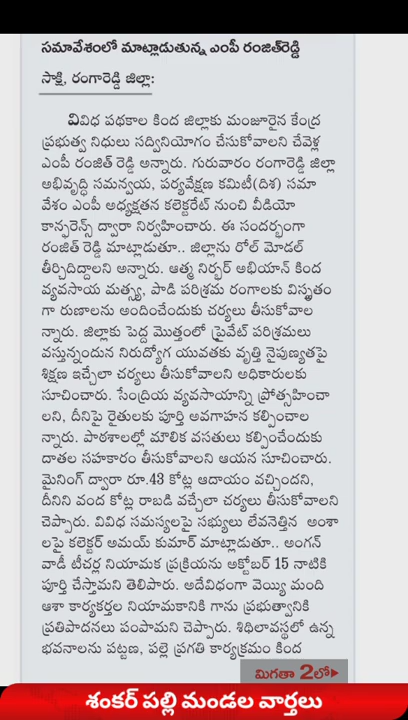 సమావేశంలో మాట్లాడుతున్న ఎంపీ రంజిత్‌రెడ్డి
సాక్షి, రంగారెడ్డి జిల్లా:
వివిధ పథకాల కింద జిల్లాకు మంజూరైన కేంద్ర
ప్రభుత్వ నిధులు సద్వినియోగం చేసుకోవాలని చేవెళ్ల
ఎంపీ రంజిత్ రెడ్డి అన్నారు. గురువారం రంగారెడ్డి జిల్లా
అభివృద్ధి సమన్వయ, పర్యవేక్షణ కమిటీ(దిశ) సమా
వేశం ఎంపీ అధ్యక్షతన కలెక్టరేట్ నుంచి వీడియో
కాన్ఫరెన్స్ ద్వారా నిర్వహించారు. ఈ సందర్భంగా
రంజిత్ రెడ్డి మాట్లాడుతూ.. జిల్లాను రోల్ మోడల్
తీర్చిదిద్దాలని అన్నారు. ఆత్మ నిర్భర్ అభియాన్ కింద
వ్యవసాయ మత్స్య, పాడి పరిశ్రమ రంగాలకు విస్తృతం
గా రుణాలను అందించేందుకు చర్యలు తీసుకోవాల
న్నారు. జిల్లాకు పెద్ద మొత్తంలో ప్రైవేట్ పరిశ్రమలు
వస్తున్నందున నిరుద్యోగ యువతకు వృత్తి నైపుణ్యతపై
శిక్షణ ఇచ్చేలా చర్యలు తీసుకోవాలని అధికారులకు
సూచించారు. సేంద్రియ వ్యవసాయాన్ని ప్రోత్సహించా
లని, దీనిపై రైతులకు పూర్తి అవగాహన కల్పించాల
న్నారు. పాఠశాలల్లో మౌలిక వసతులు కల్పించేందుకు
దాతల సహకారం తీసుకోవాలని ఆయన సూచించారు.
మైనింగ్ ద్వారా రూ.43 కోట్ల ఆదాయం వచ్చిందని,
దీనిని వంద కోట్ల రాబడి వచ్చేలా చర్యలు తీసుకోవాలని
చెప్పారు. వివిధ సమస్యలపై సభ్యులు లేవనెత్తిన అంశా
లపై కలెక్టర్ అమయ్ కుమార్ మాట్లాడుతూ.. అంగన్
వాడీ టీచర్ల నియామక ప్రక్రియను అక్టోబర్ 15 నాటికి
పూర్తి చేస్తామని తెలిపారు. అదేవిధంగా వెయ్యి మంది
ఆశా కార్యకర్తల నియామకానికి గాను ప్రభుత్వానికి
ప్రతిపాదనలు పంపామని చెప్పారు. శిథిలావస్థలో ఉన్న
భవనాలను పట్టణ, పల్లె ప్రగతి కార్యక్రమం కింద
మిగతా 2లో
శంకర్ పల్లి మండల వార్తలు